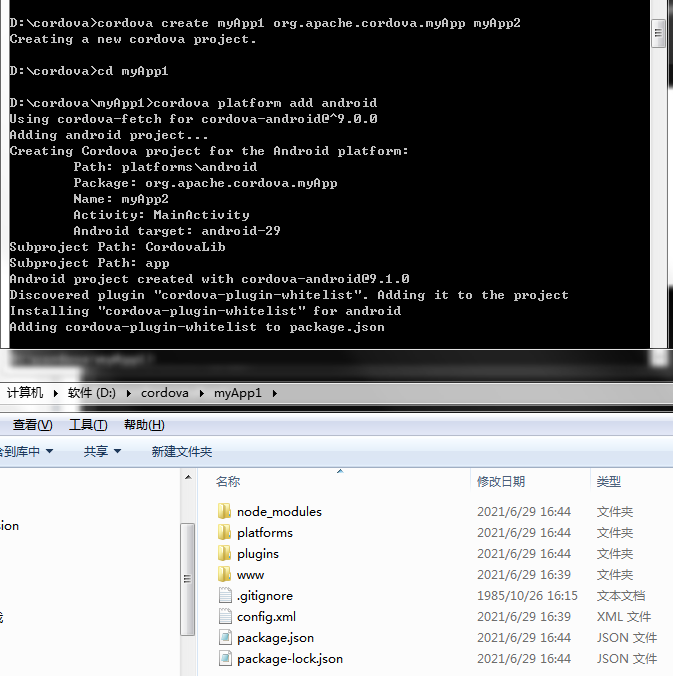 D:\cordova>cordova create myApp1 org.apache.cordova.myApp myApp2
Creating a new cordova project.
D:\cordova>cd myApp1
D:\cordova\myApp1>cordova platform add android
Using cordova-fetch for cordova-android@^9.0.0
Adding android project...
Creating Cordova project for the Android platform:
Path: platforms\android
Package: org.apache.cordova.myApp
Name: myApp2
Activity: MainActivity
Android target: android-29
Subproject Path: CordovaLib
Subproject Path: app
Android project created with cordova-android@9.1.0
Discovered plugin "cordova-plugin-whitelist". Adding it to the project
Installing "cordova-plugin-whitelist" for android
Adding cordova-plugin-whitelist to package.json
计算机 软件 (D:) cordova myApp1
查看(V) 工具(T) 帮助(H)
含到库中 共享 新建文件夹
名称 修改日期 类型
node_modules 2021/6/29 16:44 文件夹
platforms 2021/6/29 16:44 文件夹
sion
plugins 2021/6/29 16:44 文件夹
www 2021/6/29 16:39 文件夹
.gitignore 1985/10/26 16:15 文本文档
config.xml 2021/6/29 16:39 XML 文件
package.json 2021/6/29 16:44 JSON 文件
package-lock.json 2021/6/29 16:44 JSON 文件